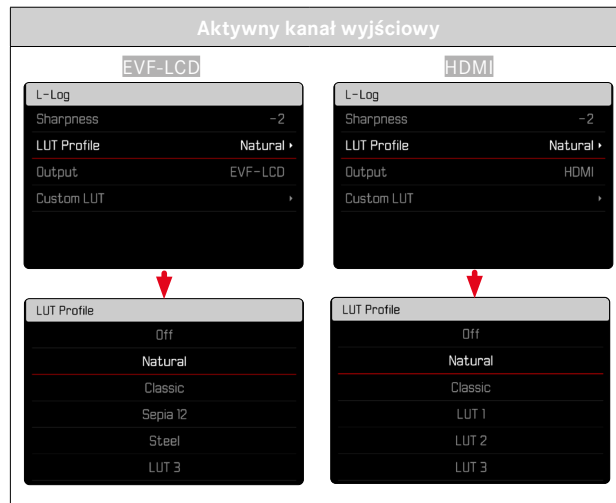 Aktywny kanał wyjściowy
EVF-LCD
L-Log
Sharpness -2
LUT Profile Natural
Output EVF-LCD
Custom LUT
LUT Profile
Off
Natural
Classic
Sepia 12
Steel
LUT 3
HDMI
L-Log
Sharpness -2
LUT Profile Natural
Output HDMI
Custom LUT
LUT Profile
Off
Natural
Classic
LUT 1
LUT 2
LUT 3